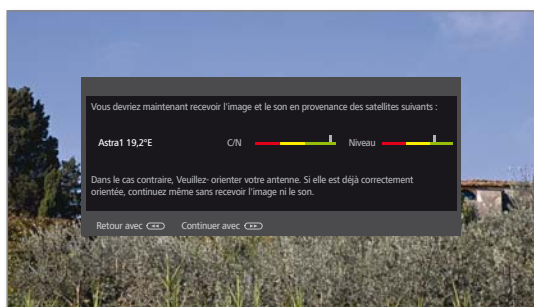 Vous devriez maintenant recevoir l'image et le son en provenance des satellites suivants :
Astra1 19,2°E C/N Niveau
Dans le cas contraire, Veuillez- orienter votre antenne. Si elle est déjà correctement
orientée, continuez même sans recevoir l'image ni le son.
Retour avec Continuer avec